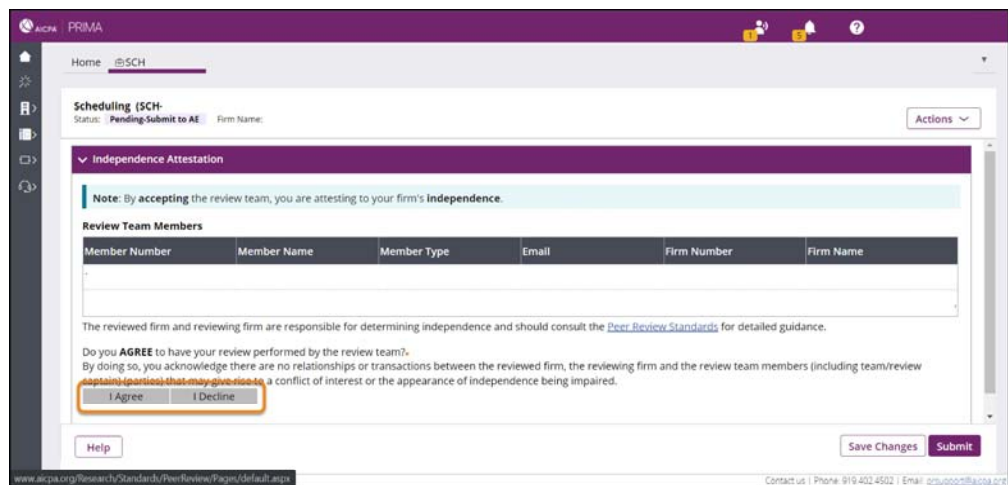 AICPA PRIMA
1
5
?
Home SCH
Scheduling (SCH-
Status: Pending-Submit to AE Firm Name:
Actions
Independence Attestation
Note: By accepting the review team, you are attesting to your firm's independence.
Review Team Members
Member Number Member Name Member Type Email Firm Number Firm Name
The reviewed firm and reviewing firm are responsible for determining independence and should consult the Peer Review Standards for detailed guidance.
Do you AGREE to have your review performed by the review team?
By doing so, you acknowledge there are no relationships or transactions between the reviewed firm, the reviewing firm and the review team members (including team/review
captain) (parties) that may give rise to a conflict of interest or the appearance of independence being impaired.
I Agree I Decline
Help
Save Changes Submit
www.aicpa.org/Research/Standards/PeerReview/Pages/default.aspx
Contact us | Phone: 919.402.4502 | Email: prsupport@aicpa.org